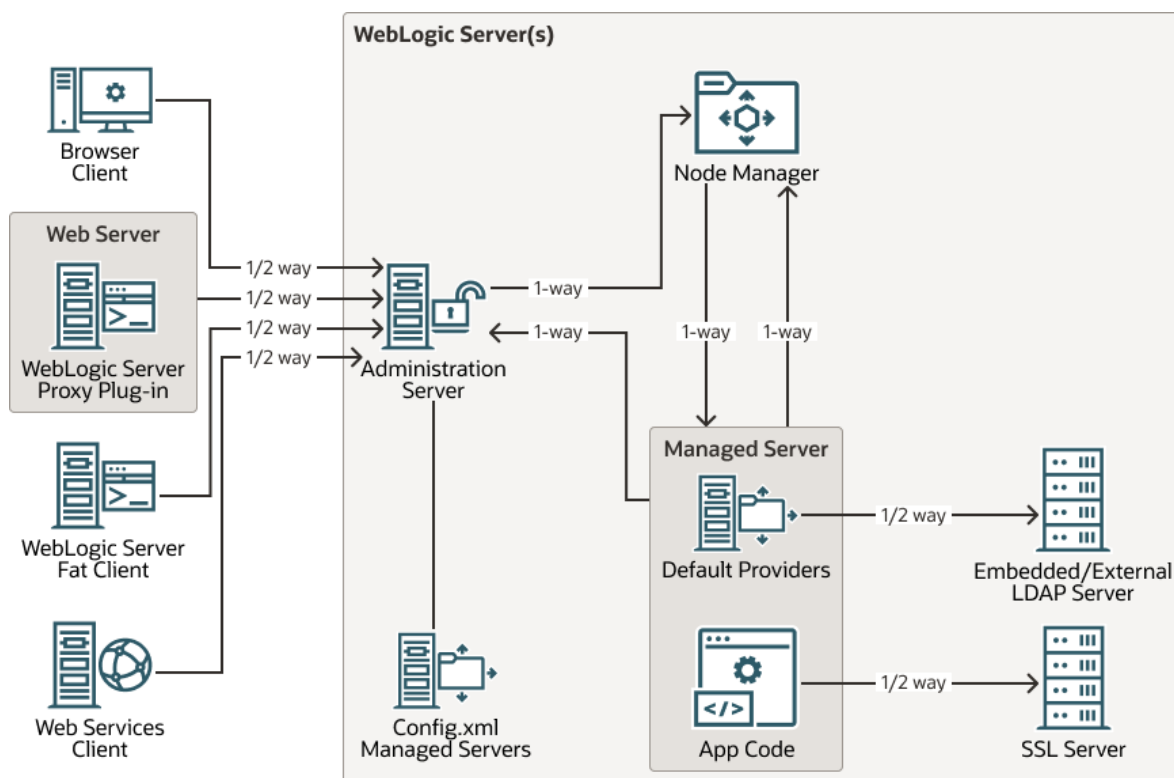 WebLogic Server(s)
Browser
Client
Node Manager
Web Server
WebLogic Server
Proxy Plug-in
1/2 way
1/2 way
1/2 way
1/2 way
Administration
Server
1-way
1-way
1-way
1-way
WebLogic Server
Fat Client
Web Services
Client
Config.xml
Managed Servers
Managed Server
Default Providers
1/2 way
Embedded/External
LDAP Server
App Code
1/2 way
SSL Server